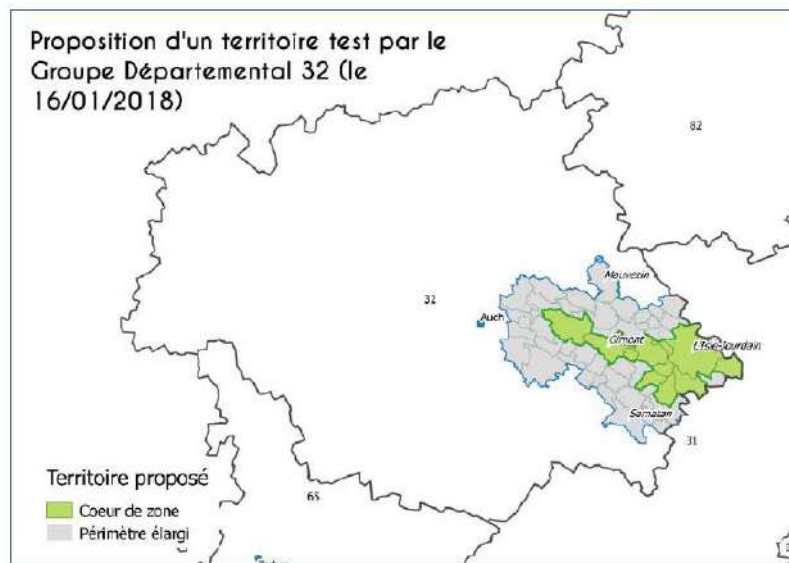 Proposition d'un territoire test par le
Groupe Départemental 32 (le
16/01/2018)
82
Mauvezin
32
Auch
Gimont
L'Isle-Jourdain
Samatan
31
65
Territoire proposé
Coeur de zone
Périmètre élargi